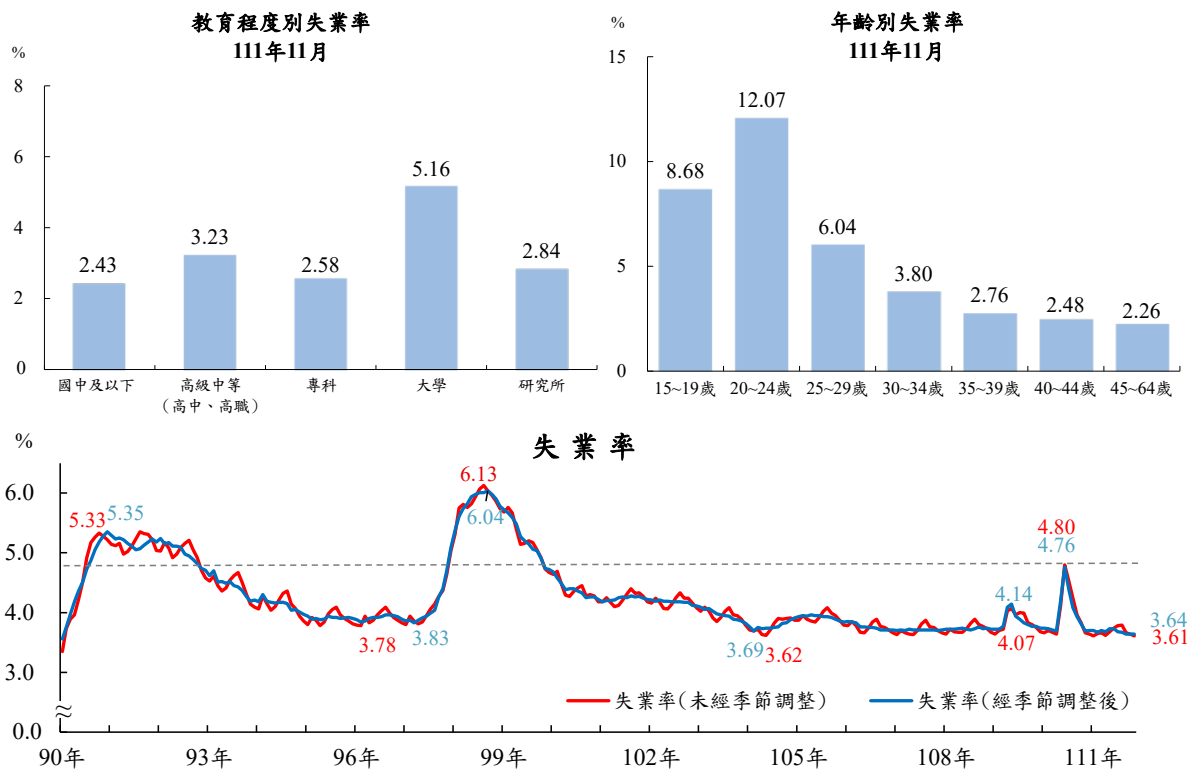 教育程度別失業率
111年11月
%
8
6
4
2
0
2.43
3.23
2.58
5.16
2.84
國中及以下
高級中等
(高中、高職)
專科
大學
研究所
年齡別失業率
111年11月
%
15
10
5
0
8.68
12.07
6.04
3.80
2.76
2.48
2.26
15~19歲
20~24歲
25~29歲
30~34歲
35~39歲
40~44歲
45~64歲
失業率
%
6.0
5.0
4.0
3.0
0.0
5.33
5.35
3.78
3.83
6.13
6.04
3.69
3.62
4.14
4.07
4.80
4.76
3.64
3.61
失業率(未經季節調整)
失業率(經季節調整後)
90年
93年
96年
99年
102年
105年
108年
111年